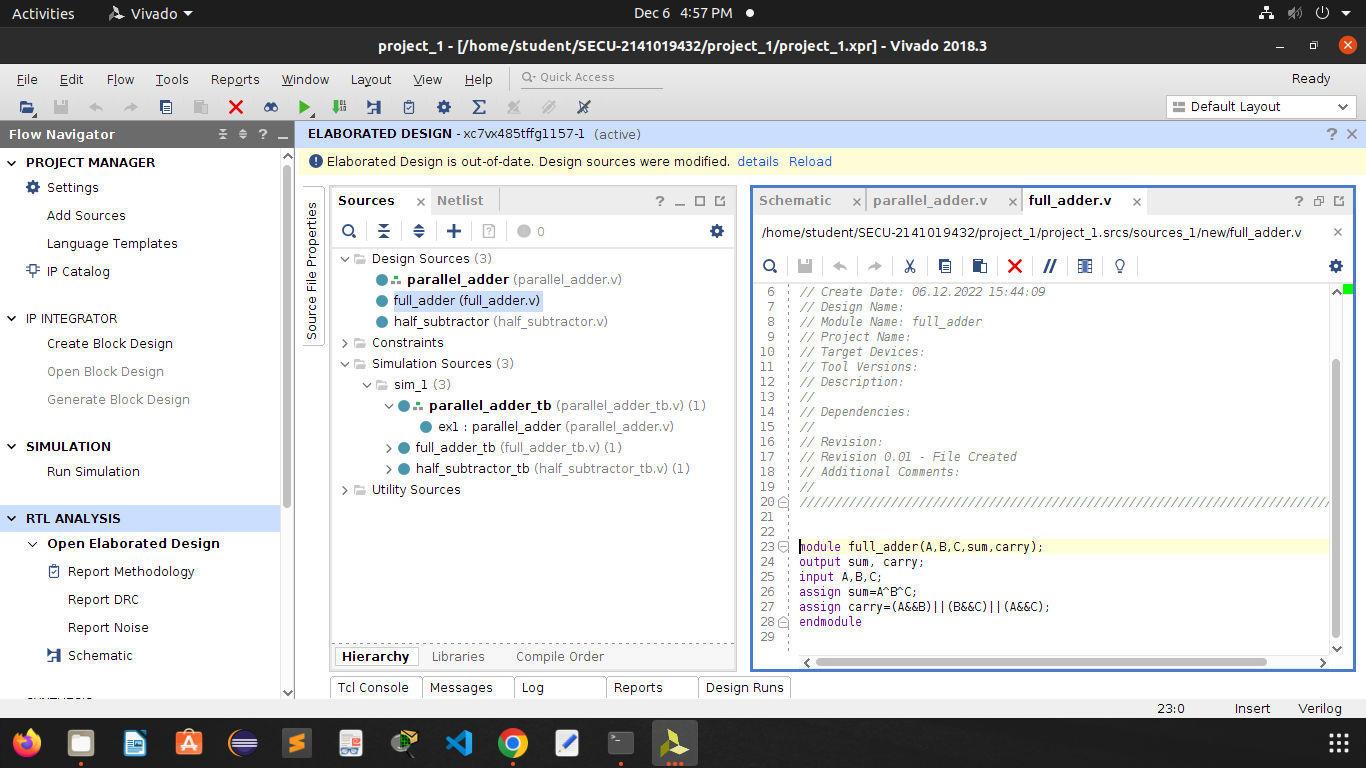 Activities
Vivado
Dec 6 4:57 PM
project_1 - [/home/student/SECU-2141019432/project_1/project_1.xpr] - Vivado 2018.3
File Edit Flow Tools Reports Window Layout View Help
Quick Access
Ready
Default Layout
Flow Navigator
PROJECT MANAGER
Settings
Add Sources
Language Templates
IP Catalog
IP INTEGRATOR
Create Block Design
Open Block Design
Generate Block Design
SIMULATION
Run Simulation
RTL ANALYSIS
Open Elaborated Design
Report Methodology
Report DRC
Report Noise
Schematic
ELABORATED DESIGN - xc7vx485tffg1157-1 (active)
Elaborated Design is out-of-date. Design sources were modified. details Reload
Source File Properties
Sources Netlist
0
Design Sources (3)
parallel_adder (parallel_adder.v)
full_adder (full_adder.v)
half_subtractor (half_subtractor.v)
Constraints
Simulation Sources (3)
sim_1 (3)
parallel_adder_tb (parallel_adder_tb.v) (1)
ex1 : parallel_adder (parallel_adder.v)
full_adder_tb (full_adder_tb.v) (1)
half_subtractor_tb (half_subtractor_tb.v) (1)
Utility Sources
Hierarchy Libraries Compile Order
Schematic parallel_adder.v full_adder.v
/home/student/SECU-2141019432/project_1/project_1.srcs/sources_1/new/full_adder.v
6 // Create Date: 06.12.2022 15:44:09
7 // Design Name:
8 // Module Name: full_adder
9 // Project Name:
10 // Target Devices:
11 // Tool Versions:
12 // Description:
13 //
14 // Dependencies:
15 //
16 // Revision:
17 // Revision 0.01 - File Created
18 // Additional Comments:
19 //
20 ////////////////////////////////////////////////////////////////////////////////
21
22
23 module full_adder(A,B,C,sum,carry);
24 output sum, carry;
25 input A,B,C;
26 assign sum=A^B^C;
27 assign carry=(A&&B)||(B&&C)||(A&&C);
28 endmodule
29
Tcl Console Messages Log Reports Design Runs
23:0 Insert Verilog